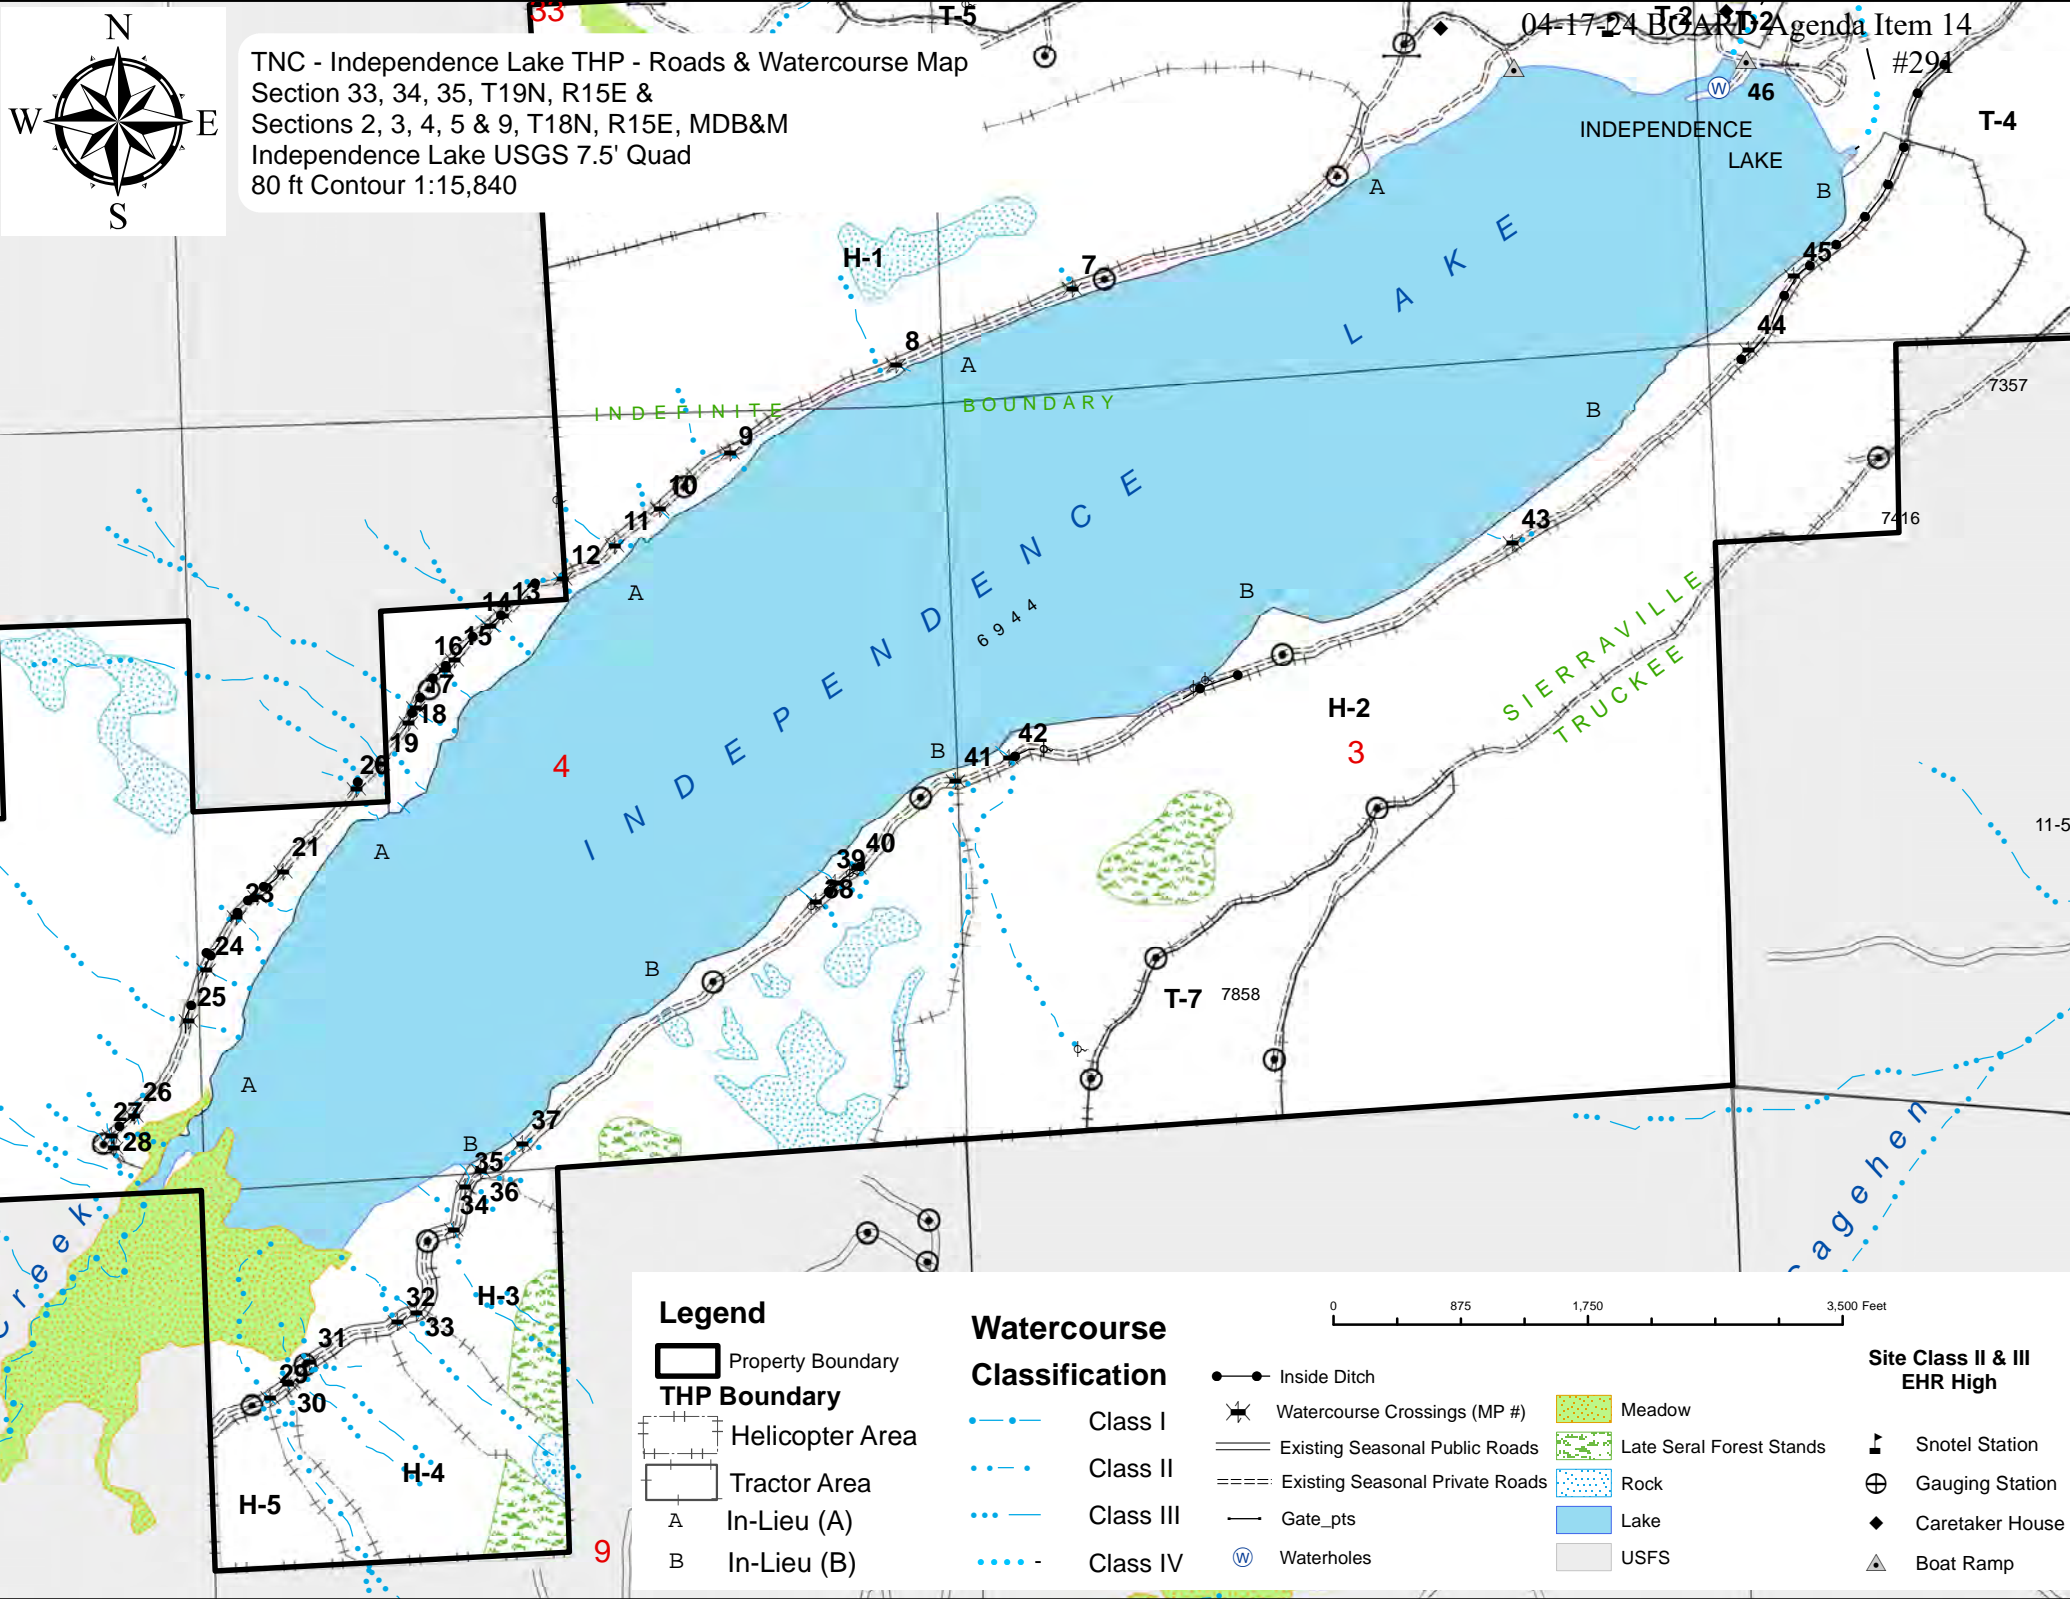 N
W
E
S
TNC - Independence Lake THP - Roads & Watercourse Map
Section 33, 34, 35, T19N, R15E &
Sections 2, 3, 4, 5 & 9, T18N, R15E, MDB&M
Independence Lake USGS 7.5' Quad
80 ft Contour 1:15,840
33
T-5
T-2
T-2
04-17-24 BOARD Agenda Item 14
#291
46
INDEPENDENCE
LAKE
T-4
A
B
H-1
7
45
LAKE
44
8
A
7357
INDEFINITE
BOUNDARY
B
9
10
INDEPENDENCE
11
43
7416
12
A
13
B
14
6944
15
16
SIERRAVILLE
TRUCKEE
17
18
H-2
19
42
3
B
41
20
4
11-5
21
A
40
39
38
23
24
B
25
T-7
7858
A
26
27
28
37
B
35
36
34
Creek
Sagehen
32
H-3
33
31
29
30
H-4
H-5
9
Legend
Property Boundary
THP Boundary
Helicopter Area
Tractor Area
A In-Lieu (A)
B In-Lieu (B)
Watercourse
Classification
Class I
Class II
Class III
Class IV
0 875 1,750 3,500 Feet
Inside Ditch
Watercourse Crossings (MP #)
Existing Seasonal Public Roads
Existing Seasonal Private Roads
Gate_pts
W Waterholes
Meadow
Late Seral Forest Stands
Rock
Lake
USFS
Site Class II & III
EHR High
Snotel Station
Gauging Station
Caretaker House
Boat Ramp
W